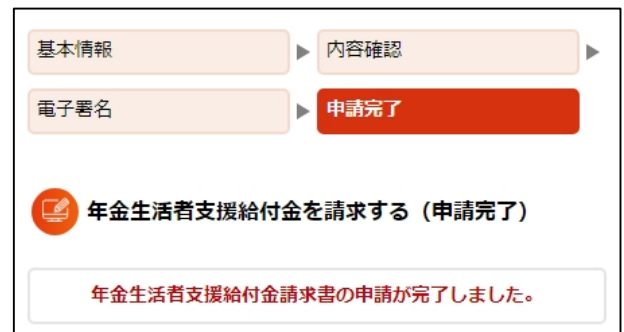 基本情報
内容確認
電子署名
申請完了
年金生活者支援給付金を請求する（申請完了）
年金生活者支援給付金請求書の申請が完了しました。